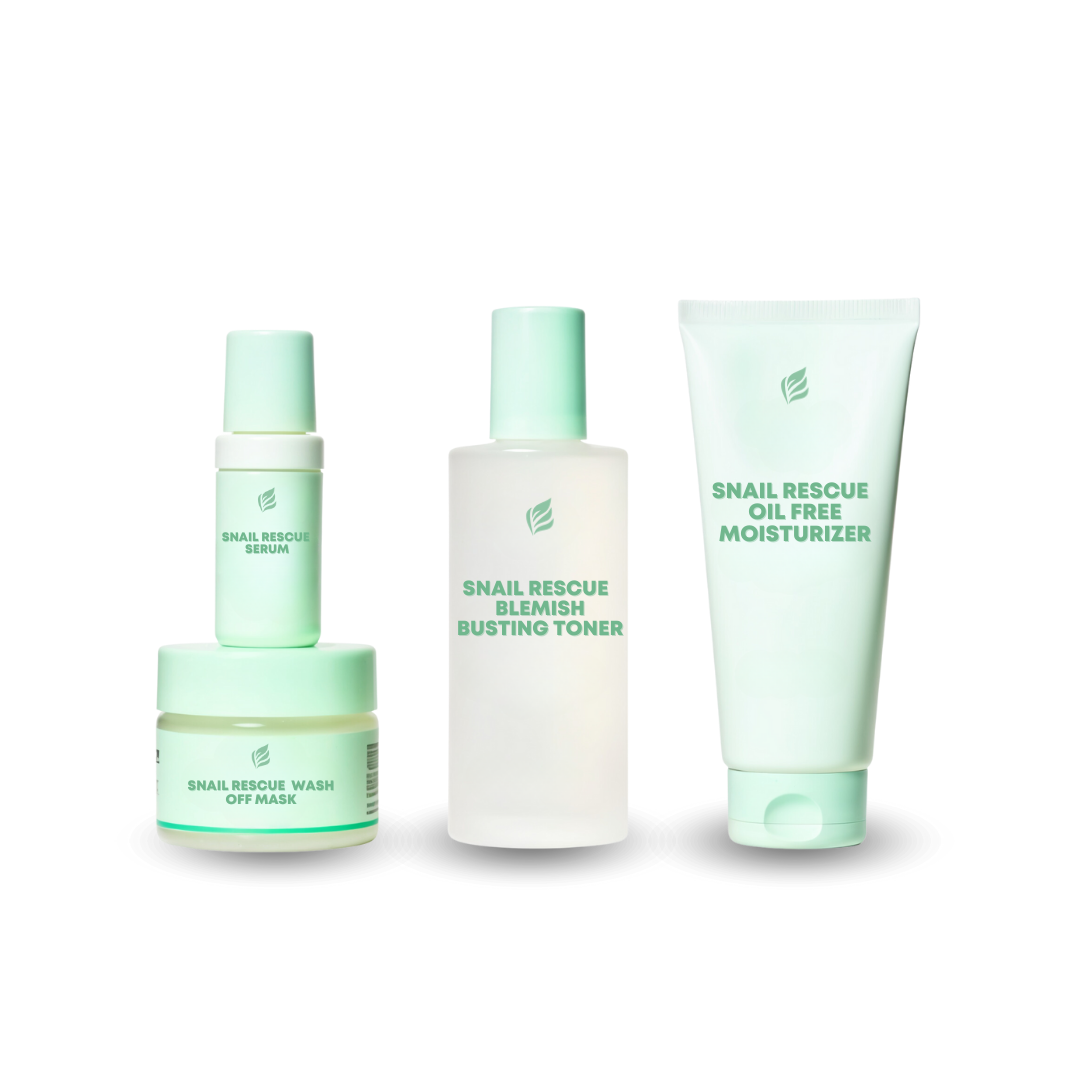 SNAIL RESCUE
SERUM
SNAIL RESCUE WASH
OFF MASK
SNAIL RESCUE
BLEMISH
BUSTING TONER
SNAIL RESCUE
OIL FREE
MOISTURIZER